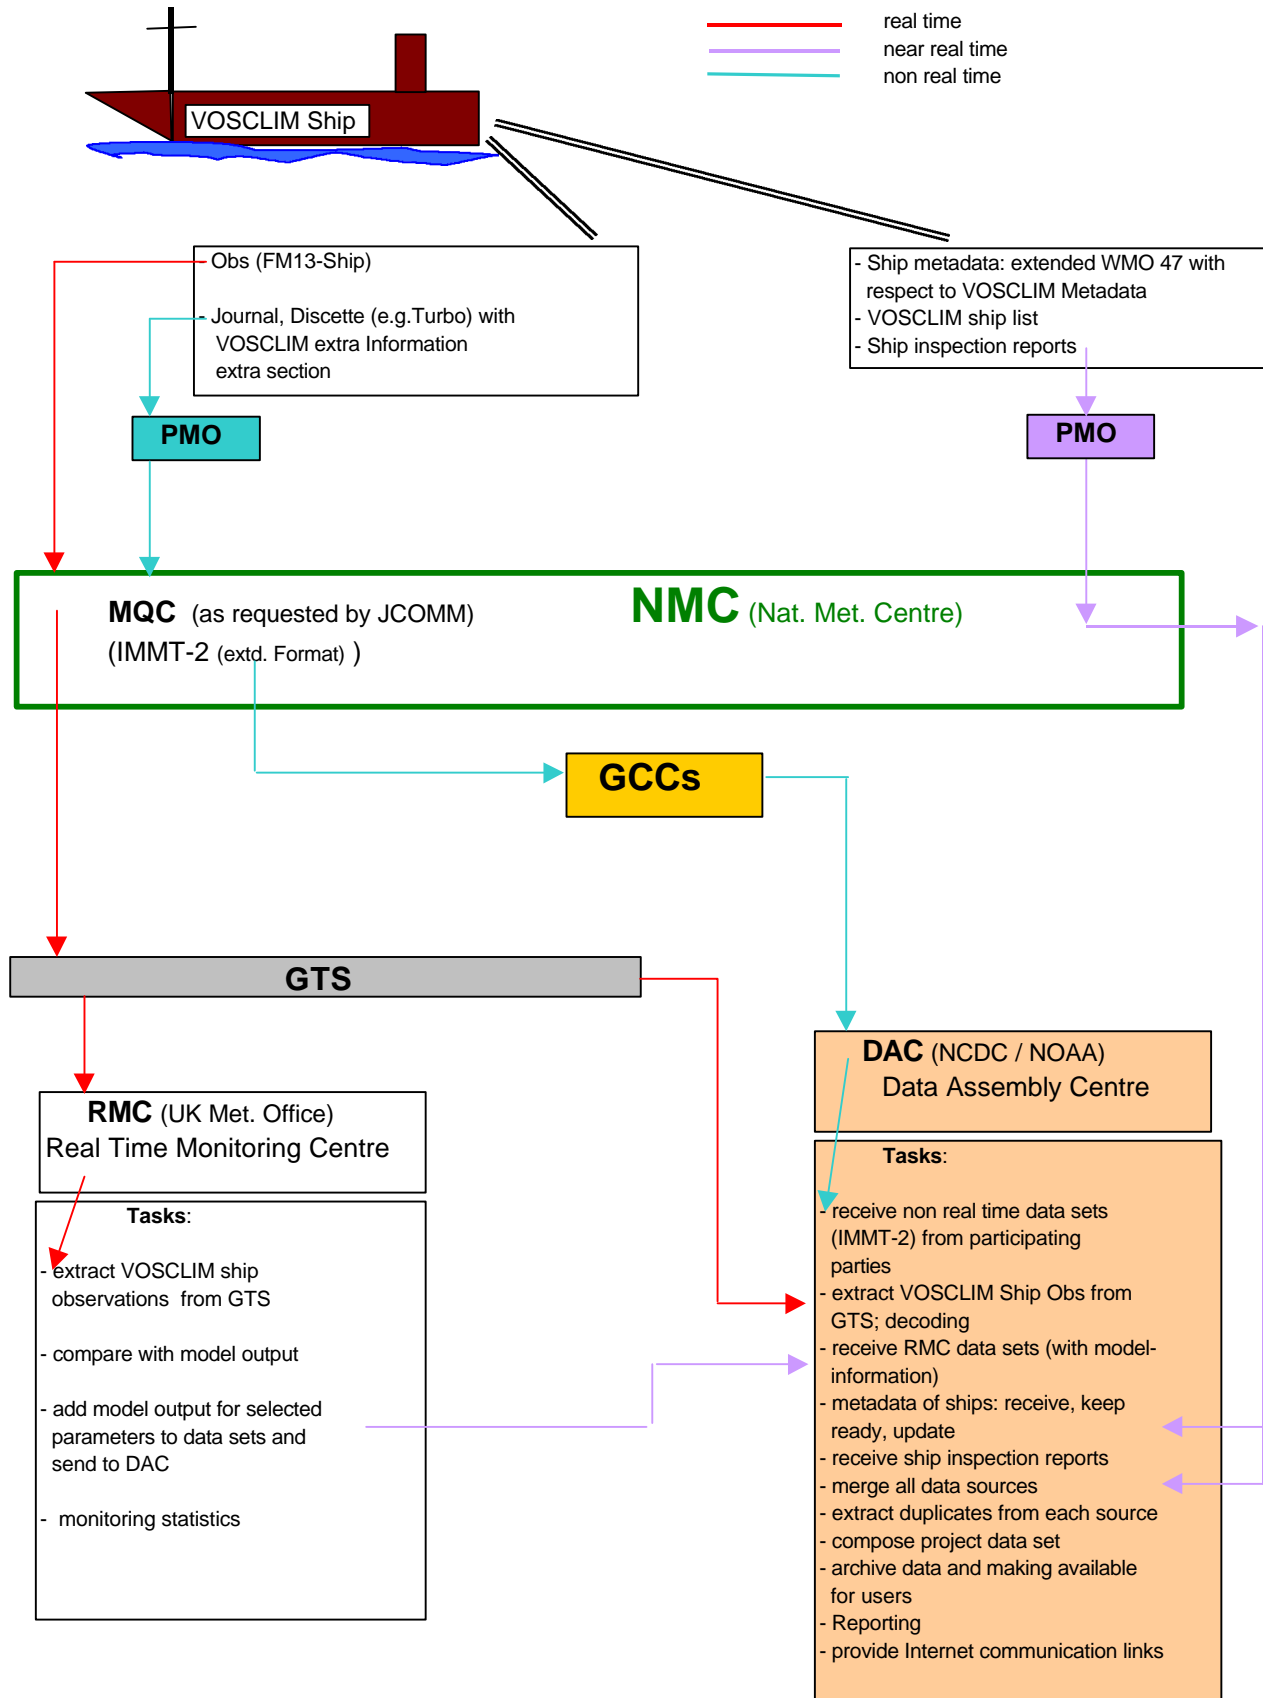 real time
near real time
non real time
VOSCLIM Ship
- Obs (FM13-Ship)
- Journal, Discette (e.g.Turbo) with
VOSCLIM extra Information
extra section
- Ship metadata: extended WMO 47 with
respect to VOSCLIM Metadata
- VOSCLIM ship list
- Ship inspection reports
PMO
PMO
MQC (as requested by JCOMM)
(IMMT-2 (extd. Format) )
NMC (Nat. Met. Centre)
GCCs
GTS
RMC (UK Met. Office)
Real Time Monitoring Centre
Tasks:
- extract VOSCLIM ship
observations from GTS
- compare with model output
- add model output for selected
parameters to data sets and
send to DAC
- monitoring statistics
DAC (NCDC / NOAA)
Data Assembly Centre
Tasks:
- receive non real time data sets
(IMMT-2) from participating
parties
- extract VOSCLIM Ship Obs from
GTS; decoding
- receive RMC data sets (with model-
information)
- metadata of ships: receive, keep
ready, update
- receive ship inspection reports
- merge all data sources
- extract duplicates from each source
- compose project data set
- archive data and making available
for users
- Reporting
- provide Internet communication links